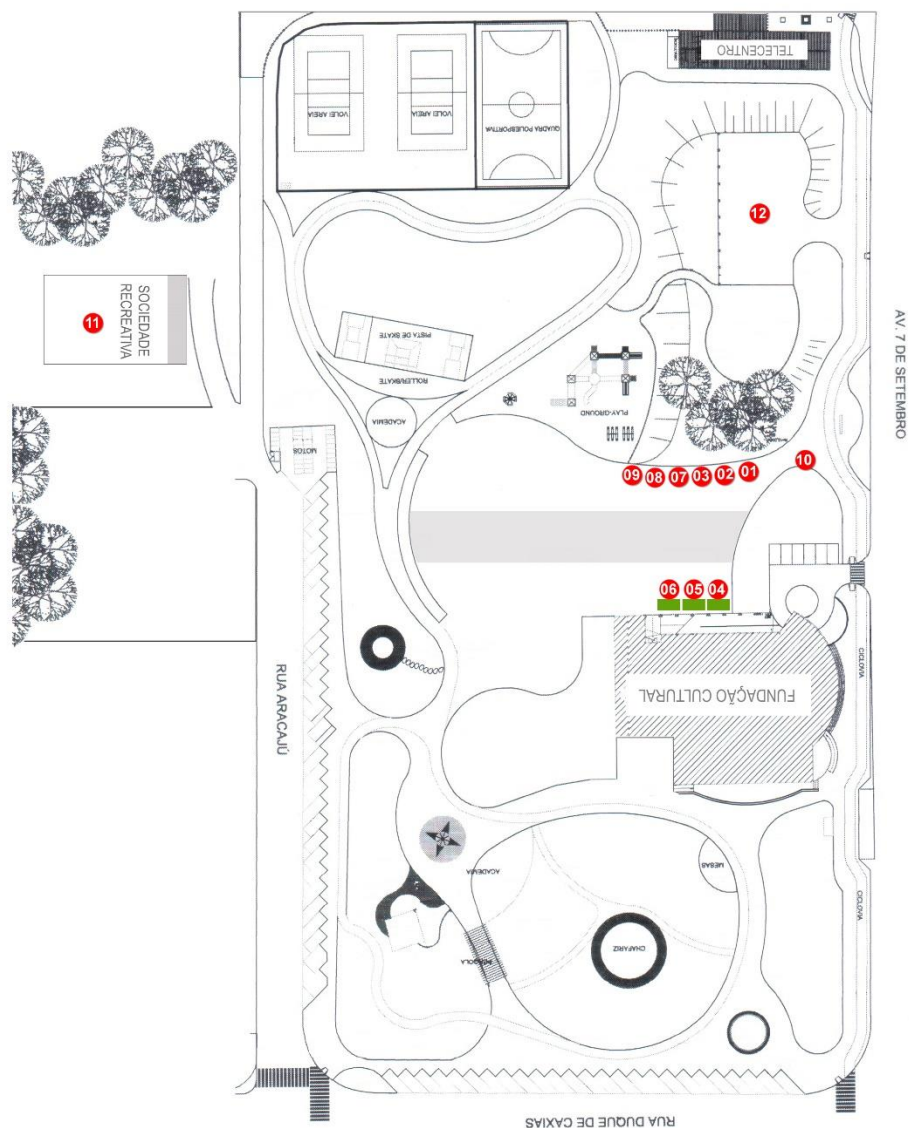 TELECENTRO
VOLEI AREIA
VOLEI AREIA
QUADRA POLIESPORTIVA
12
SOCIEDADE
RECREATIVA
11
AV. 7 DE SETEMBRO
PISTA DE SKATE
ROLLER/SKATE
ACADEMIA
PLAY-GROUND
MOTOS
09
08
07
03
02
01
10
06
05
04
FUNDAÇÃO CULTURAL
CICLOVIA
RUA ARACAJÚ
ACADEMIA
MESAS
CICLOVIA
CHAFARIZ
PÉRGOLA
RUA DUQUE DE CAXIAS